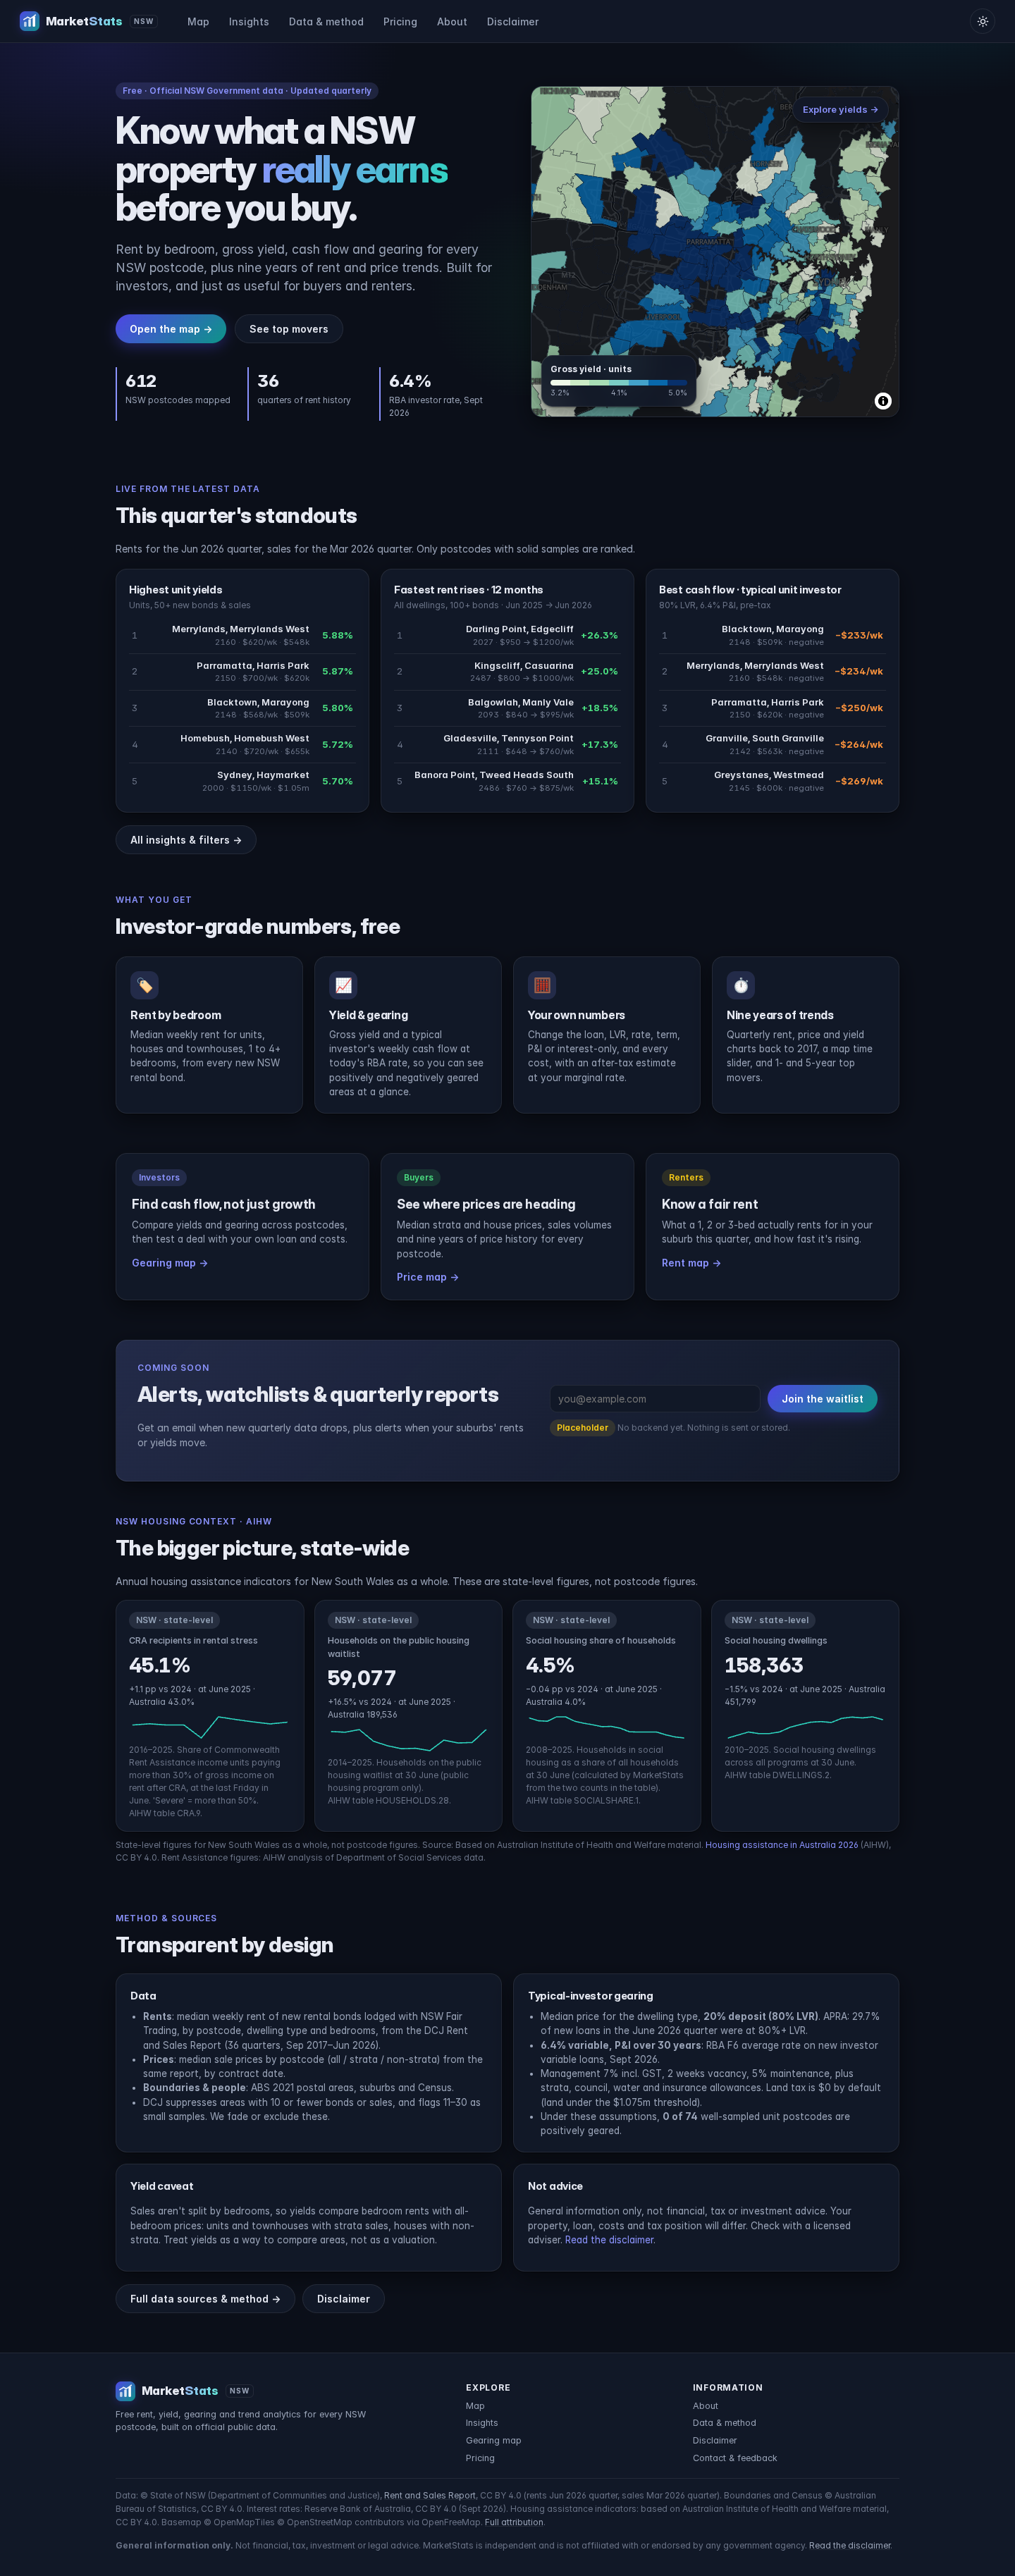 MarketStats NSW Map Insights Data & method Pricing About Disclaimer
Free · Official NSW Government data · Updated quarterly
Know what a NSW
property really earns
before you buy.
Rent by bedroom, gross yield, cash flow and gearing for every
NSW postcode, plus nine years of rent and price trends. Built for
investors, and just as useful for buyers and renters.
Open the map →
See top movers
612
NSW postcodes mapped
36
quarters of rent history
6.4%
RBA investor rate, Sept
2026
RICHMOND
WINDSOR
Explore yields →
HORNSBY
PARRAMATTA
LIVERPOOL
Gross yield · units
3.2% 4.1% 5.0%
LIVE FROM THE LATEST DATA
This quarter's standouts
Rents for the Jun 2026 quarter, sales for the Mar 2026 quarter. Only postcodes with solid samples are ranked.
Highest unit yields
Units, 50+ new bonds & sales
1 Merrylands, Merrylands West 5.88%
2160 · $620/wk · $548k
2 Parramatta, Harris Park 5.87%
2150 · $700/wk · $620k
3 Blacktown, Marayong 5.80%
2148 · $568/wk · $509k
4 Homebush, Homebush West 5.72%
2140 · $720/wk · $655k
5 Sydney, Haymarket 5.70%
2000 · $1150/wk · $1.05m
Fastest rent rises · 12 months
All dwellings, 100+ bonds · Jun 2025 → Jun 2026
1 Darling Point, Edgecliff +26.3%
2027 · $950 → $1200/wk
2 Kingscliff, Casuarina +25.0%
2487 · $800 → $1000/wk
3 Balgowlah, Manly Vale +18.5%
2093 · $840 → $995/wk
4 Gladesville, Tennyson Point +17.3%
2111 · $648 → $760/wk
5 Banora Point, Tweed Heads South +15.1%
2486 · $760 → $875/wk
Best cash flow · typical unit investor
80% LVR, 6.4% P&I, pre-tax
1 Blacktown, Marayong −$233/wk
2148 · $509k · negative
2 Merrylands, Merrylands West −$234/wk
2160 · $548k · negative
3 Parramatta, Harris Park −$250/wk
2150 · $620k · negative
4 Granville, South Granville −$264/wk
2142 · $563k · negative
5 Greystanes, Westmead −$269/wk
2145 · $600k · negative
All insights & filters →
WHAT YOU GET
Investor-grade numbers, free
Rent by bedroom
Median weekly rent for units,
houses and townhouses, 1 to 4+
bedrooms, from every new NSW
rental bond.
Yield & gearing
Gross yield and a typical
investor's weekly cash flow at
today's RBA rate, so you can see
positively and negatively geared
areas at a glance.
Your own numbers
Change the loan, LVR, rate, term,
P&I or interest-only, and every
cost, with an after-tax estimate
at your marginal rate.
Nine years of trends
Quarterly rent, price and yield
charts back to 2017, a map time
slider, and 1- and 5-year top
movers.
Investors
Find cash flow, not just growth
Compare yields and gearing across postcodes,
then test a deal with your own loan and costs.
Gearing map →
Buyers
See where prices are heading
Median strata and house prices, sales volumes
and nine years of price history for every
postcode.
Price map →
Renters
Know a fair rent
What a 1, 2 or 3-bed actually rents for in your
suburb this quarter, and how fast it's rising.
Rent map →
COMING SOON
Alerts, watchlists & quarterly reports
Get an email when new quarterly data drops, plus alerts when your suburbs' rents
or yields move.
you@example.com
Join the waitlist
Placeholder No backend yet. Nothing is sent or stored.
NSW HOUSING CONTEXT · AIHW
The bigger picture, state-wide
Annual housing assistance indicators for New South Wales as a whole. These are state-level figures, not postcode figures.
NSW · state-level
CRA recipients in rental stress
45.1%
+1.1 pp vs 2024 · at June 2025 ·
Australia 43.0%
2016–2025. Share of Commonwealth
Rent Assistance income units paying
more than 30% of gross income on
rent after CRA, at the last Friday in
June. 'Severe' = more than 50%.
AIHW table CRA.9.
NSW · state-level
Households on the public housing
waitlist
59,077
+16.5% vs 2024 · at June 2025 ·
Australia 189,536
2014–2025. Households on the public
housing waitlist at 30 June (public
housing program only).
AIHW table HOUSEHOLDS.28.
NSW · state-level
Social housing share of households
4.5%
−0.04 pp vs 2024 · at June 2025 ·
Australia 4.0%
2008–2025. Households in social
housing as a share of all households
at 30 June (calculated by MarketStats
from the two counts in the table).
AIHW table SOCIALSHARE.1.
NSW · state-level
Social housing dwellings
158,363
−1.5% vs 2024 · at June 2025 · Australia
451,799
2010–2025. Social housing dwellings
across all programs at 30 June.
AIHW table DWELLINGS.2.
State-level figures for New South Wales as a whole, not postcode figures. Source: Based on Australian Institute of Health and Welfare material. Housing assistance in Australia 2026 (AIHW),
CC BY 4.0. Rent Assistance figures: AIHW analysis of Department of Social Services data.
METHOD & SOURCES
Transparent by design
Data
• Rents: median weekly rent of new rental bonds lodged with NSW Fair
Trading, by postcode, dwelling type and bedrooms, from the DCJ Rent
and Sales Report (36 quarters, Sep 2017–Jun 2026).
• Prices: median sale prices by postcode (all / strata / non-strata) from the
same report, by contract date.
• Boundaries & people: ABS 2021 postal areas, suburbs and Census.
• DCJ suppresses areas with 10 or fewer bonds or sales, and flags 11–30 as
small samples. We fade or exclude these.
Typical-investor gearing
• Median price for the dwelling type, 20% deposit (80% LVR). APRA: 29.7%
of new loans in the June 2026 quarter were at 80%+ LVR.
• 6.4% variable, P&I over 30 years: RBA F6 average rate on new investor
variable loans, Sept 2026.
• Management 7% incl. GST, 2 weeks vacancy, 5% maintenance, plus
strata, council, water and insurance allowances. Land tax is $0 by default
(land under the $1.075m threshold).
• Under these assumptions, 0 of 74 well-sampled unit postcodes are
positively geared.
Yield caveat
Sales aren't split by bedrooms, so yields compare bedroom rents with all-
bedroom prices: units and townhouses with strata sales, houses with non-
strata. Treat yields as a way to compare areas, not as a valuation.
Not advice
General information only, not financial, tax or investment advice. Your
property, loan, costs and tax position will differ. Check with a licensed
adviser. Read the disclaimer.
Full data sources & method →
Disclaimer
MarketStats NSW
Free rent, yield, gearing and trend analytics for every NSW
postcode, built on official public data.
EXPLORE
Map
Insights
Gearing map
Pricing
INFORMATION
About
Data & method
Disclaimer
Contact & feedback
Data: © State of NSW (Department of Communities and Justice), Rent and Sales Report, CC BY 4.0 (rents Jun 2026 quarter, sales Mar 2026 quarter). Boundaries and Census © Australian
Bureau of Statistics, CC BY 4.0. Interest rates: Reserve Bank of Australia, CC BY 4.0 (Sept 2026). Housing assistance indicators: based on Australian Institute of Health and Welfare material,
CC BY 4.0. Basemap © OpenMapTiles © OpenStreetMap contributors via OpenFreeMap. Full attribution.
General information only. Not financial, tax, investment or legal advice. MarketStats is independent and is not affiliated with or endorsed by any government agency. Read the disclaimer.